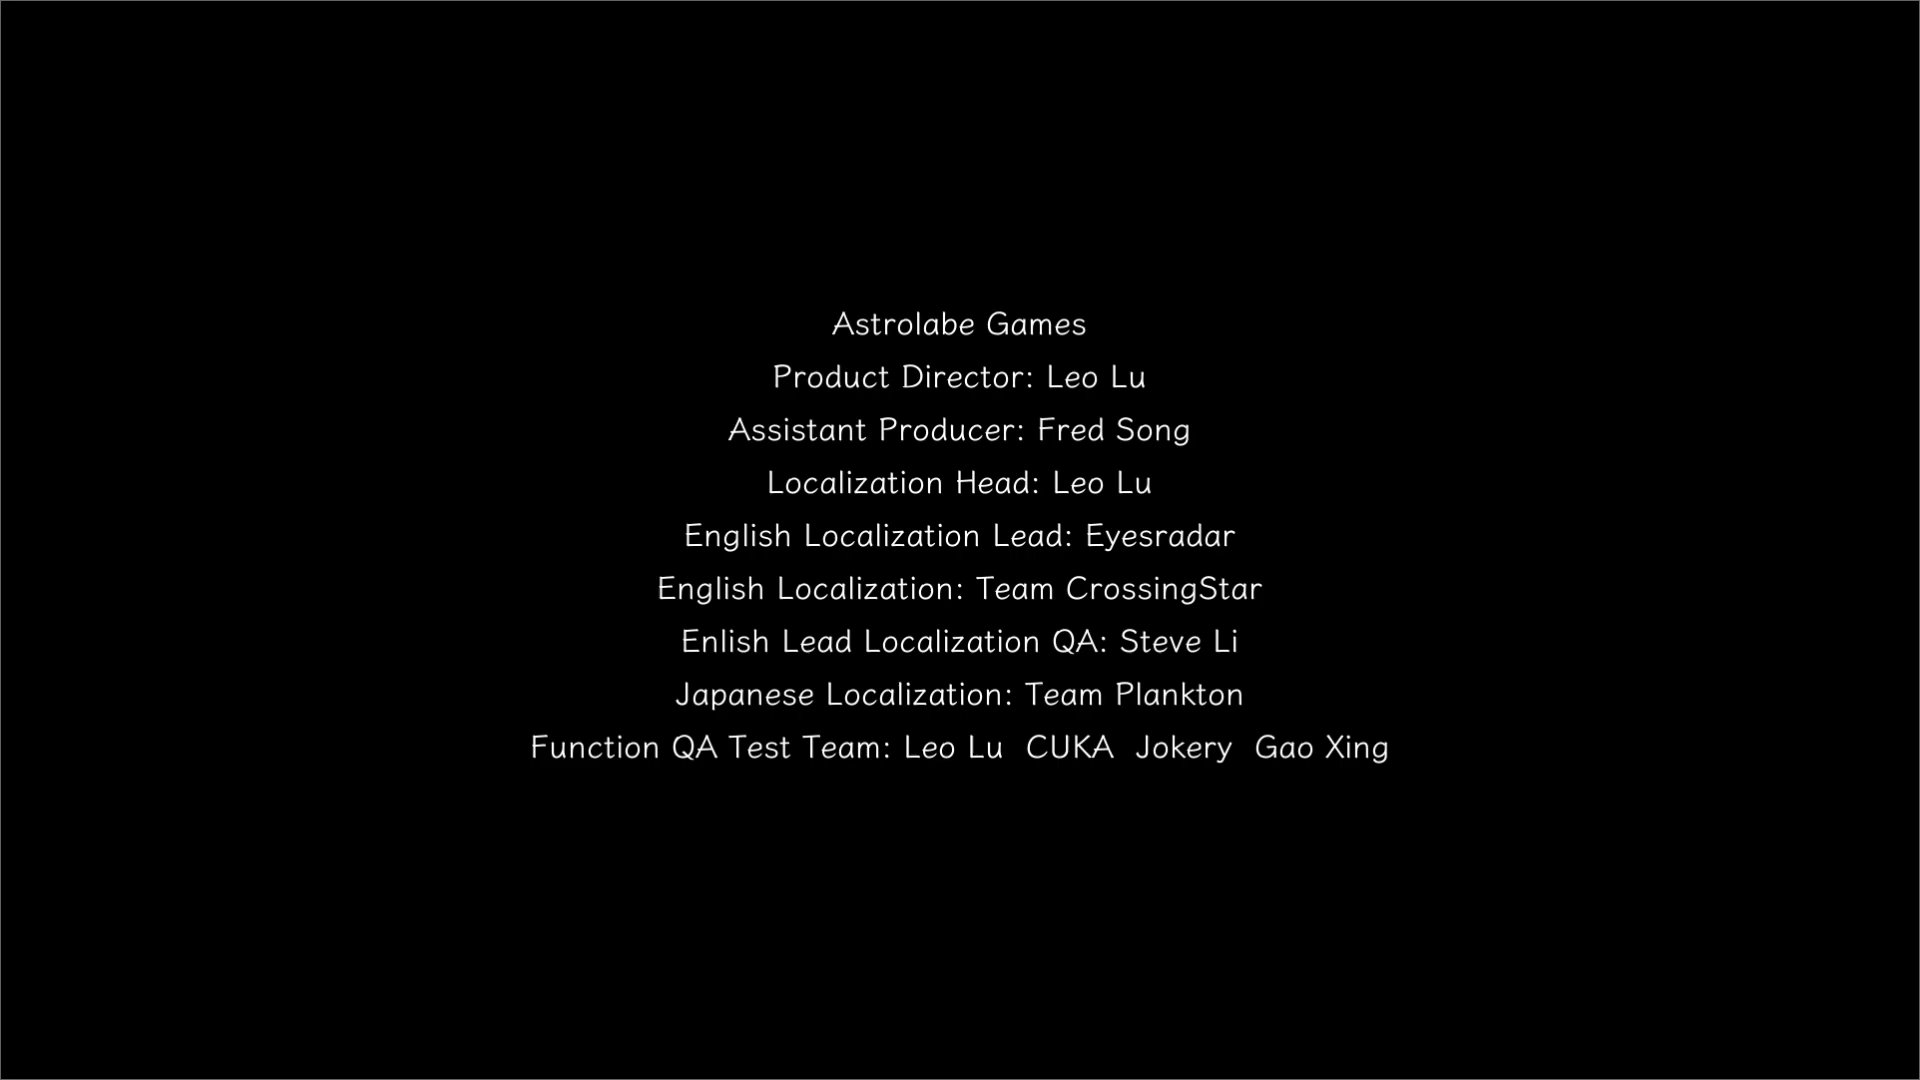 Astrolabe Games
Product Director: Leo Lu
Assistant Producer: Fred Song
Localization Head: Leo Lu
English Localization Lead: Eyesradar
English Localization: Team CrossingStar
Enlish Lead Localization QA: Steve Li
Japanese Localization: Team Plankton
Function QA Test Team: Leo Lu  CUKA  Jokery  Gao Xing